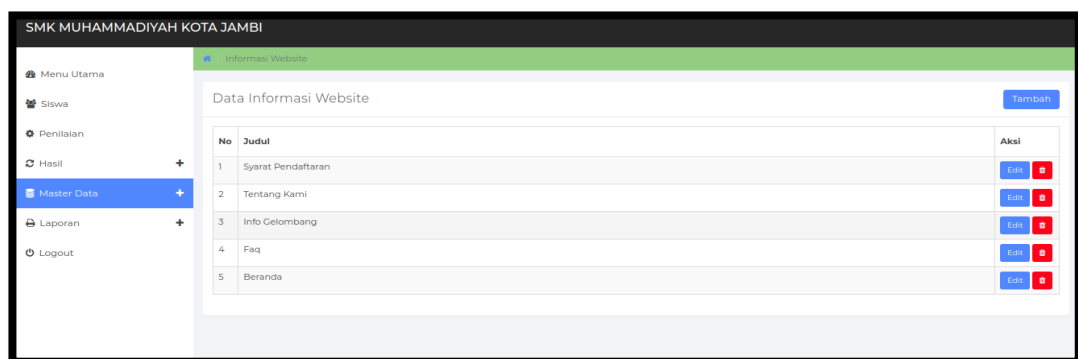 SMK MUHAMMADIYAH KOTA JAMBI
/ Informasi Website
Menu Utama
Siswa
Penilaian
Hasil +
Master Data +
Laporan +
Logout
Data Informasi Website
Tambah
No Judul Aksi
1 Syarat Pendaftaran Edit
2 Tentang Kami Edit
3 Info Gelombang Edit
4 Faq Edit
5 Beranda Edit